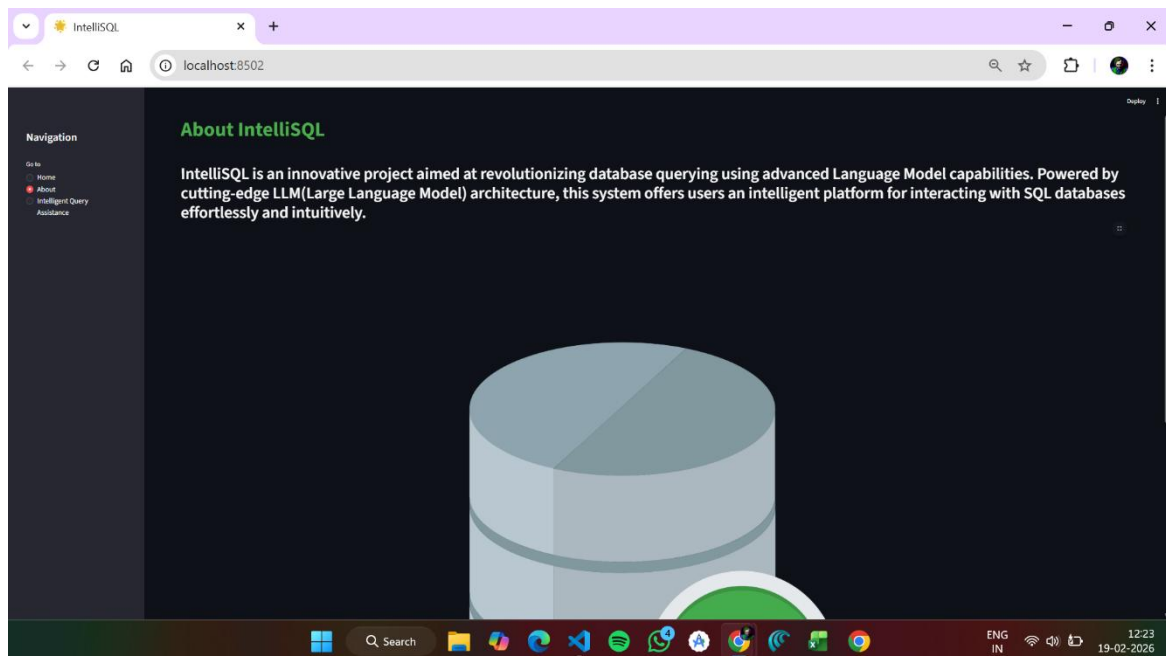 IntelliSQL
localhost:8502
Deploy
Navigation
Go to
Home
About
Intelligent Query
Assistance
About IntelliSQL
IntelliSQL is an innovative project aimed at revolutionizing database querying using advanced Language Model capabilities. Powered by
cutting-edge LLM(Large Language Model) architecture, this system offers users an intelligent platform for interacting with SQL databases
effortlessly and intuitively.
Search
4
ENG
IN
12:23
19-02-2026